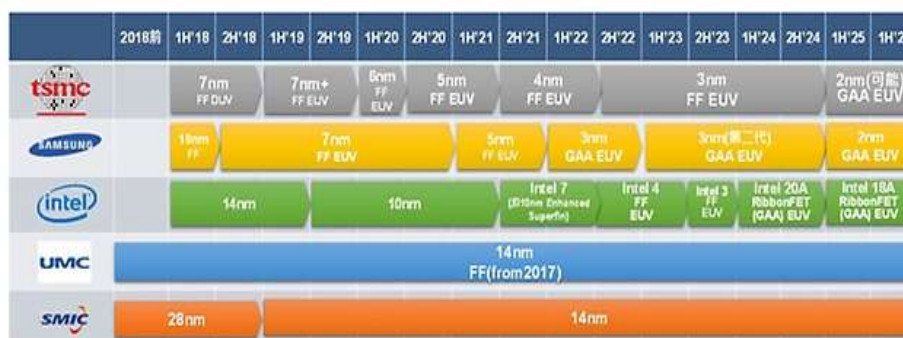 2018前 1H'18 2H'18 1H'19 2H'19 1H'20 2H'20 1H'21 2H'21 1H'22 2H'22 1H'23 2H'23 1H'24 2H'24 1H'25
tsmc
7nm
FF DUV
7nm+
FF EUV
6nm
FF
EUV
5nm
FF EUV
4nm
FF EUV
3nm
FF EUV
2nm(可能)
GAA EUV
SAMSUNG
FF
7nm
FF EUV
5nm
FF EUV
3nm
GAA EUV
3nm(第二代)
GAA EUV
2nm
GAA EUV
intel
14nm
10nm
Intel 7
Enhanced
Superfin)
Intel 4
FF
EUV
Intel 3
FF
EUV
Intel 20A
RibbonFET
(GAA) EUV
Intel 18A
RibbonFET
(GAA) EUV
UMC
14nm
FF(from2017)
SMIC
28nm
14nm